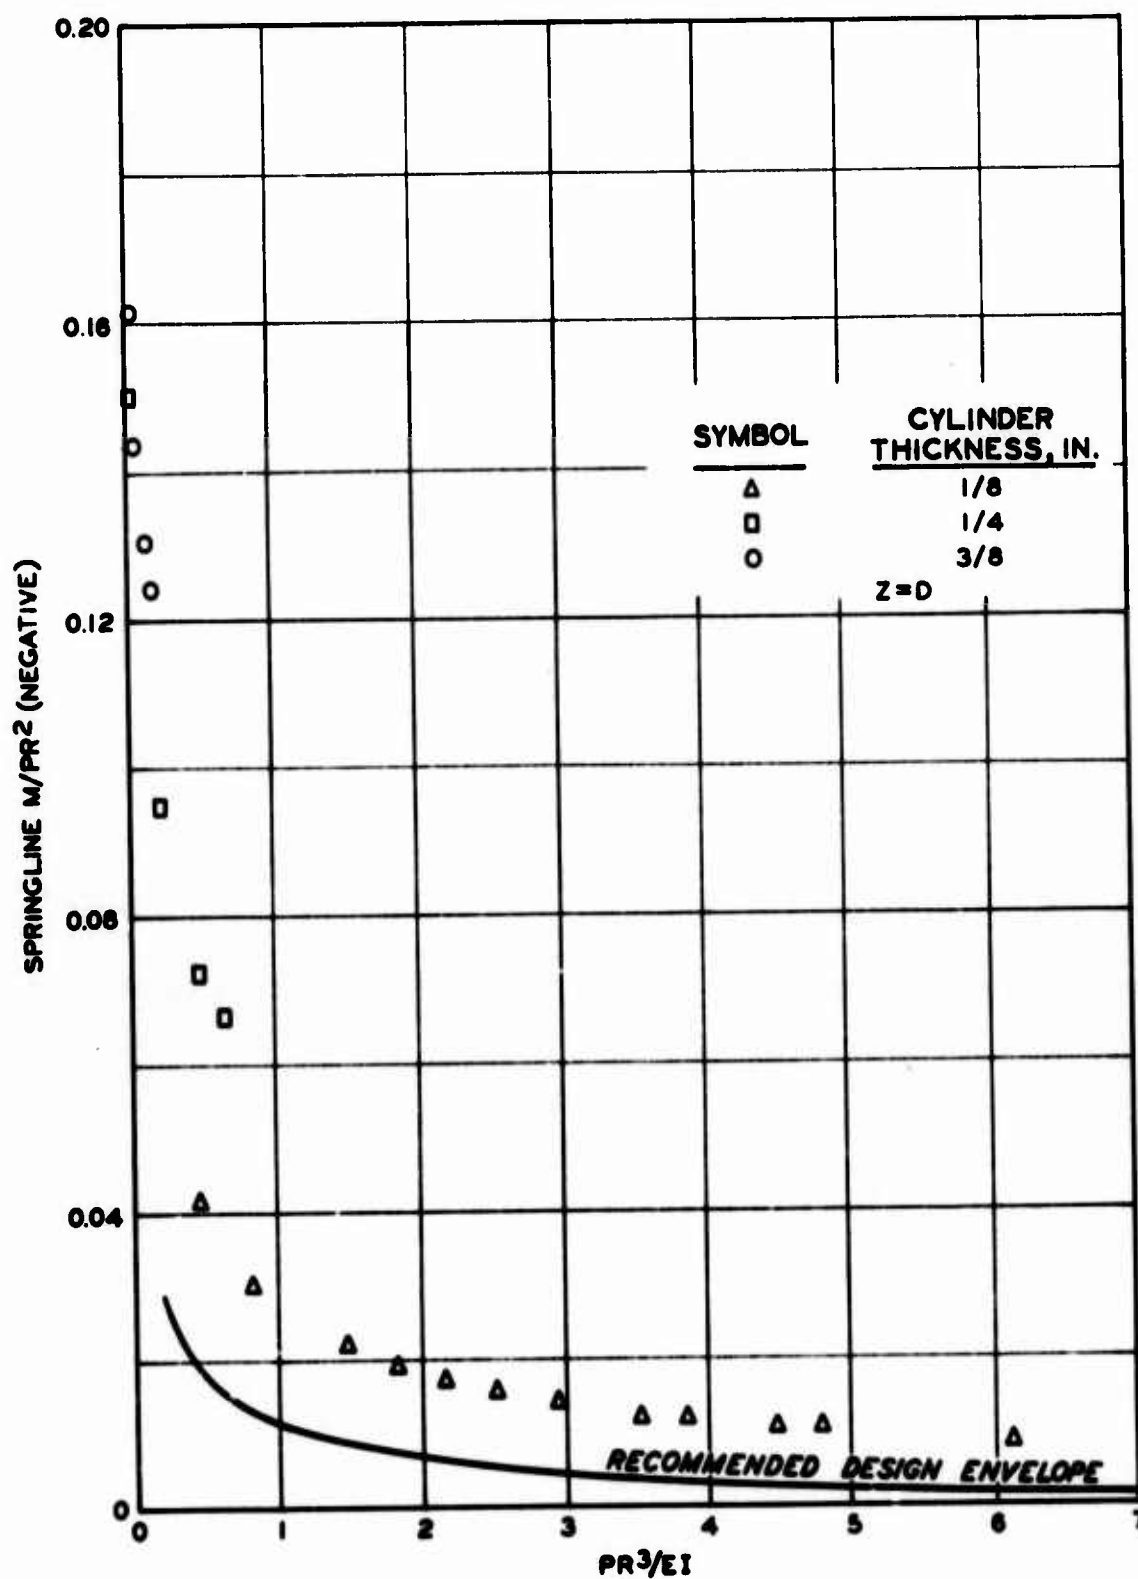 0.20
0.16
0.12
0.08
0.04
0
SPRINGLINE M/PR² (NEGATIVE)
SYMBOL CYLINDER THICKNESS, IN.
△ 1/8
□ 1/4
○ 3/8
Z=D
RECOMMENDED DESIGN ENVELOPE
0 1 2 3 4 5 6 7
PR³/EI